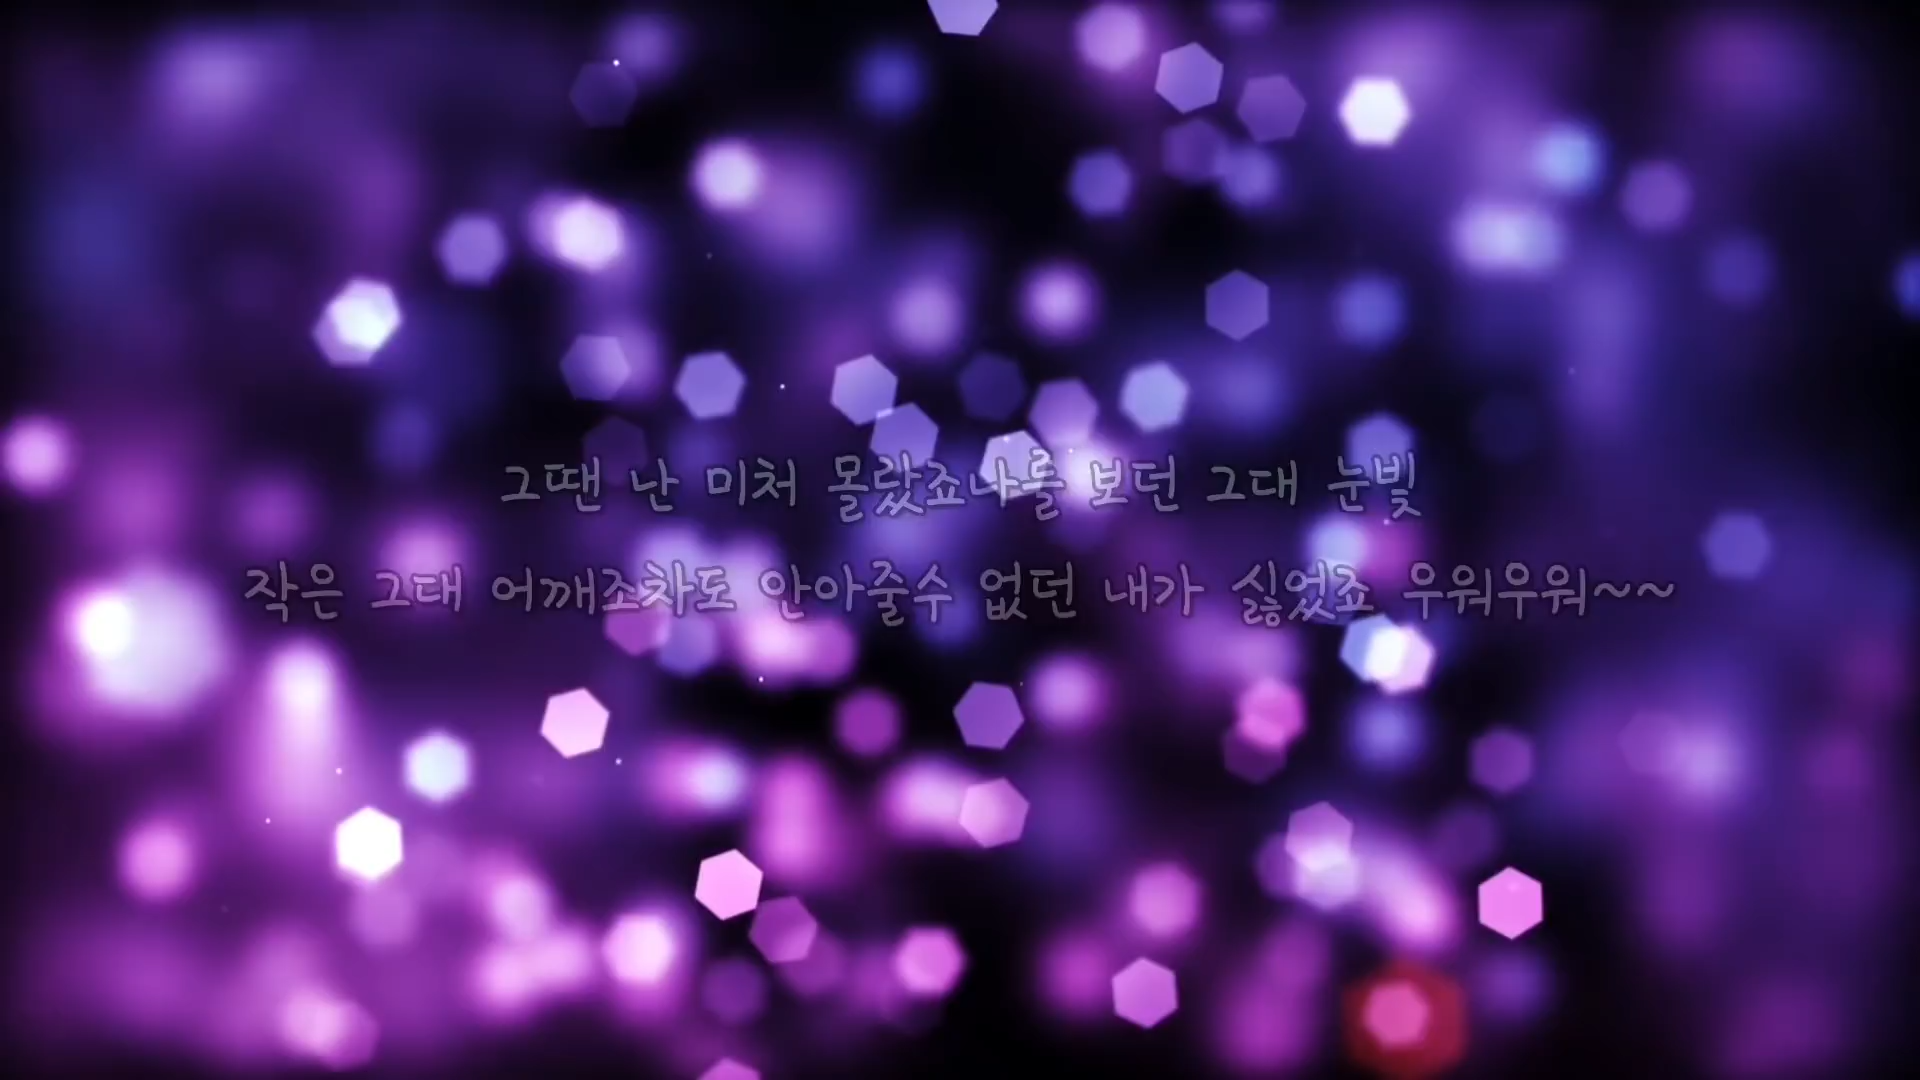 그땐 난 미처 몰랐죠나를 보던 그대 눈빛
작은 그대 어깨조차도 안아줄수 없던 내가 싫었죠 우워우워~~